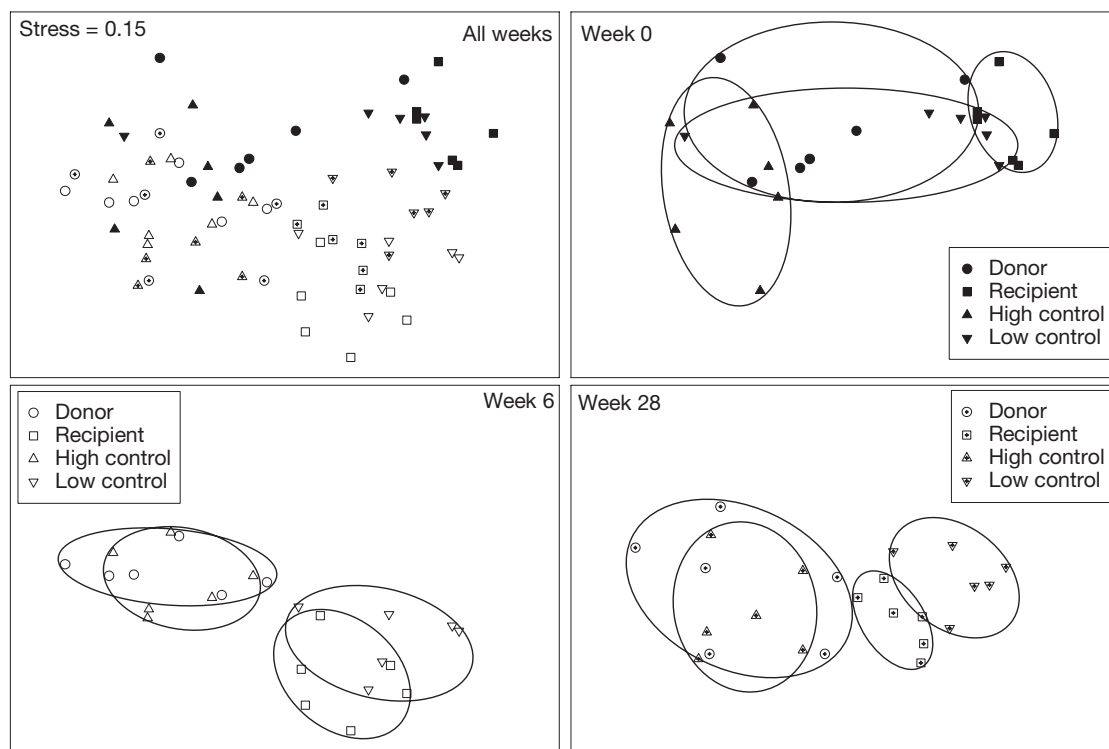 Stress = 0.15
All weeks
Week 0
Donor
Recipient
High control
Low control
Week 6
Donor
Recipient
High control
Low control
Week 28
Donor
Recipient
High control
Low control